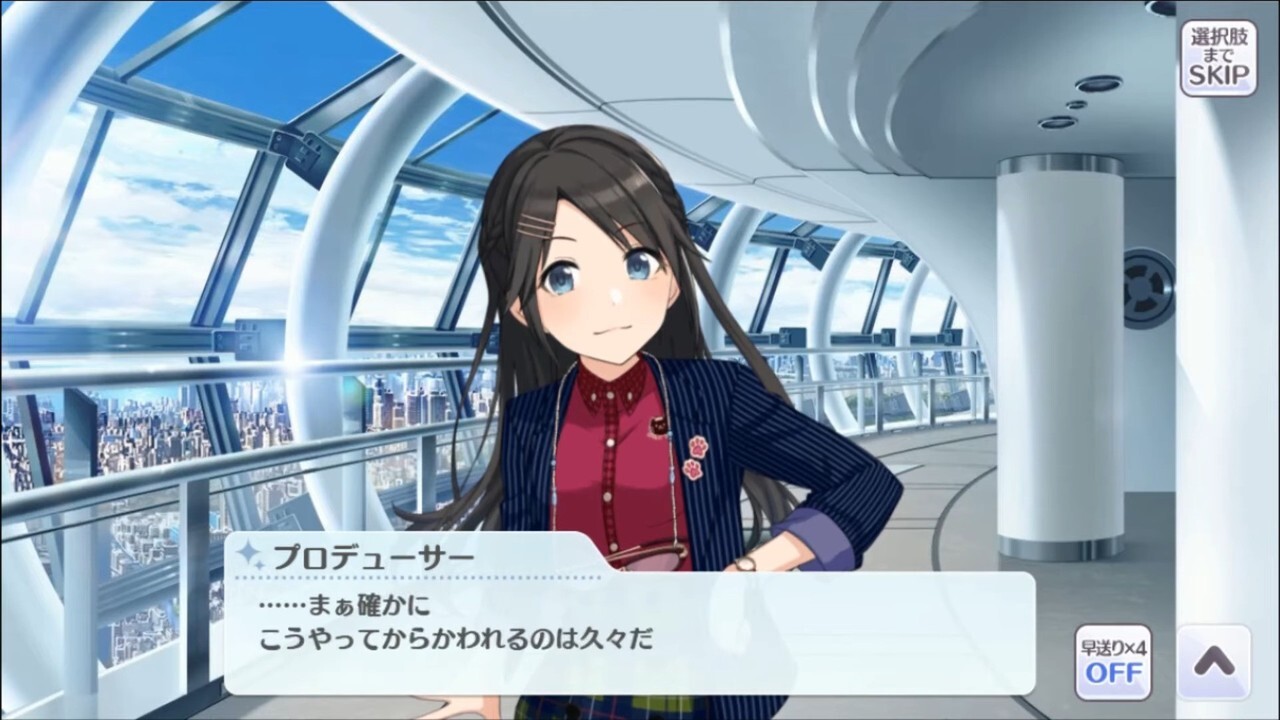 選択肢
まで
SKIP
プロデューサー
……まぁ確かに
こうやってからかわれるのは久々だ
早送り×4
OFF